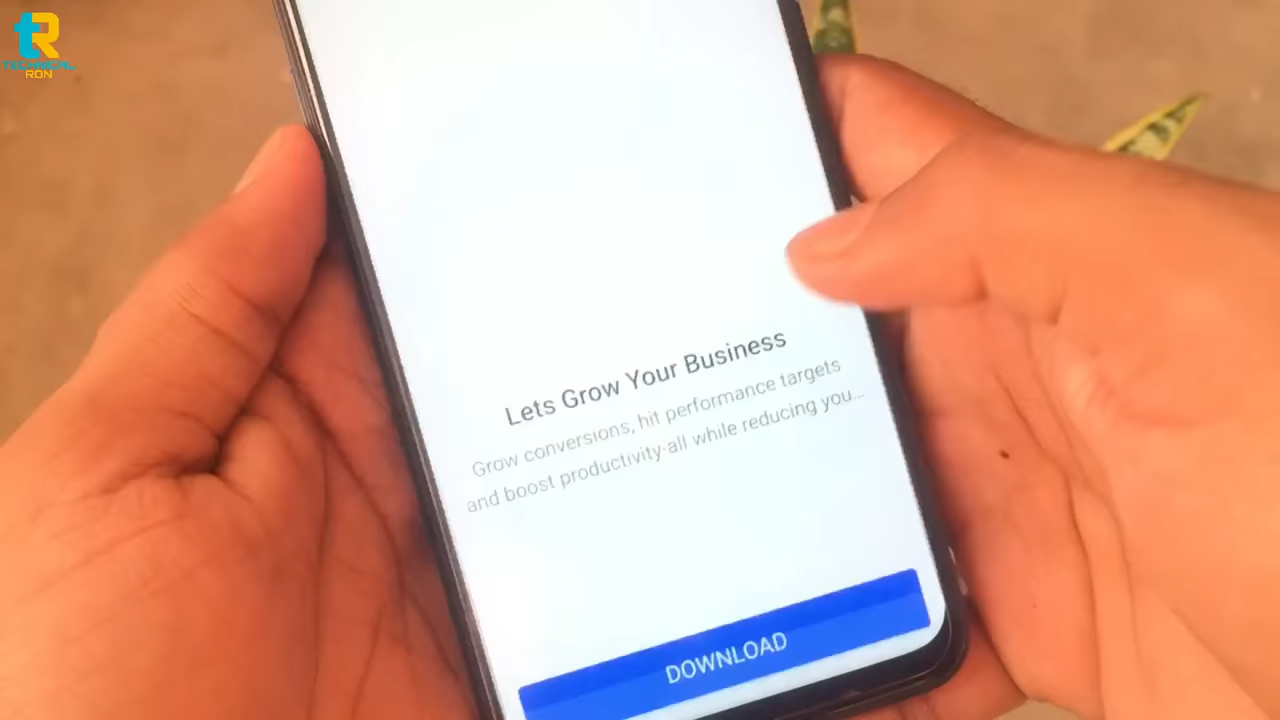 tR
TECHNICAL
RON
Lets Grow Your Business
Grow conversions, hit performance targets
and boost productivity-all while reducing you...
DOWNLOAD